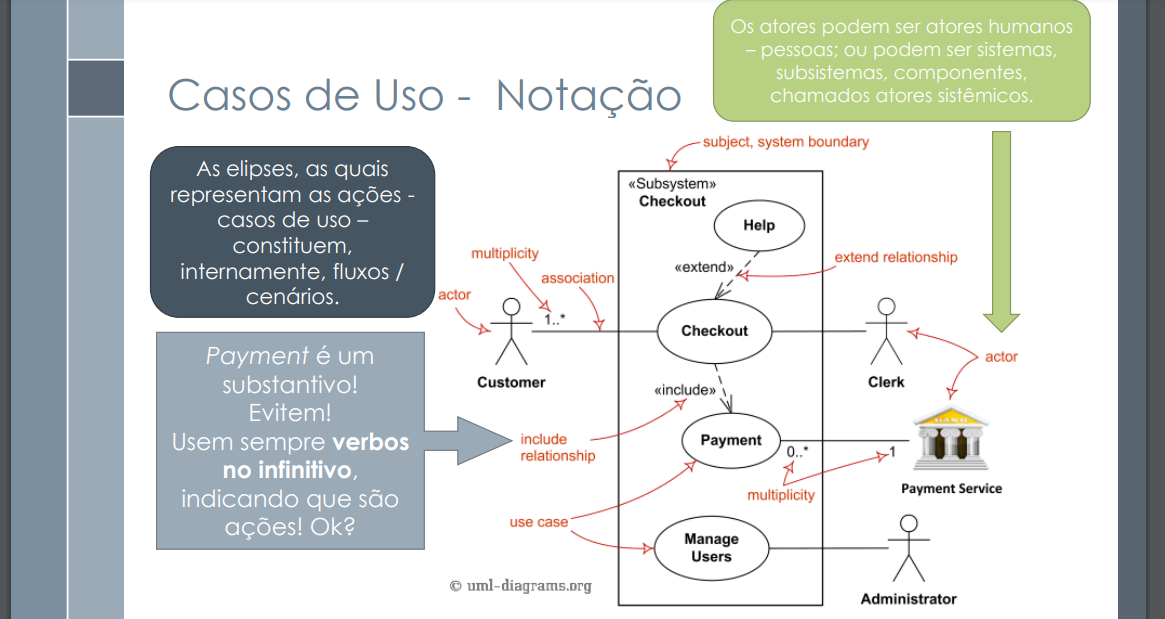 Os atores podem ser atores humanos
– pessoas; ou podem ser sistemas,
subsistemas, componentes,
chamados atores sistêmicos.
Casos de Uso - Notação
As elipses, as quais
representam as ações -
casos de uso –
constituem,
internamente, fluxos /
cenários.
Payment é um
substantivo!
Evitem!
Usem sempre verbos
no infinitivo,
indicando que são
ações! Ok?
subject, system boundary
«Subsystem»
Checkout
Help
multiplicity
«extend»
extend relationship
association
actor
1..*
Checkout
actor
Customer
Clerk
«include»
include
relationship
Payment
0..*
1
BANK
multiplicity
Payment Service
use case
Manage
Users
Administrator
© uml-diagrams.org